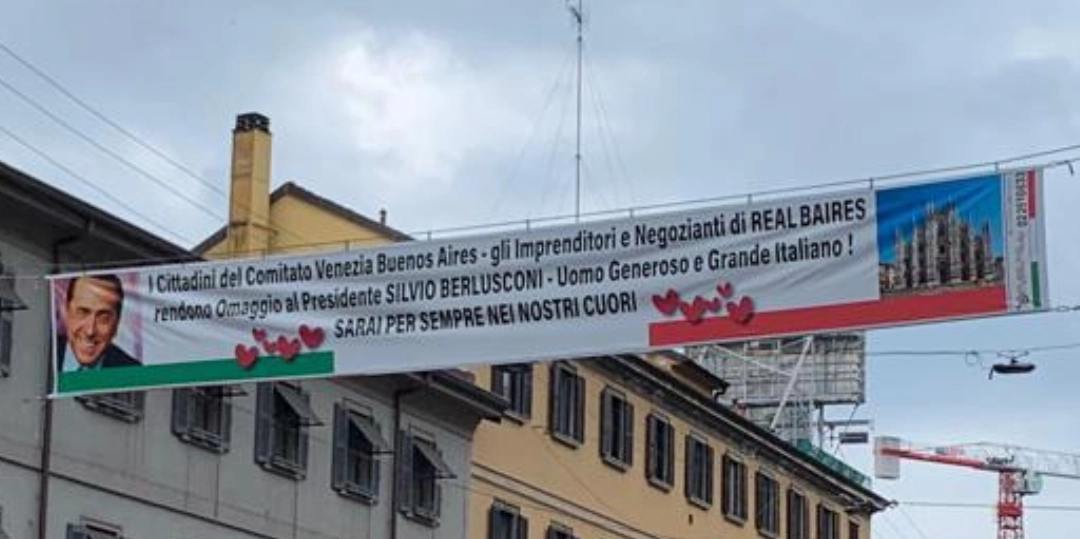 I Cittadini del Comitato Venezia Buenos Aires - gli Imprenditori e Negozianti di REAL BAIRES
rendono Omaggio al Presidente SILVIO BERLUSCONI - Uomo Generoso e Grande Italiano !
SARAI PER SEMPRE NEI NOSTRI CUORI